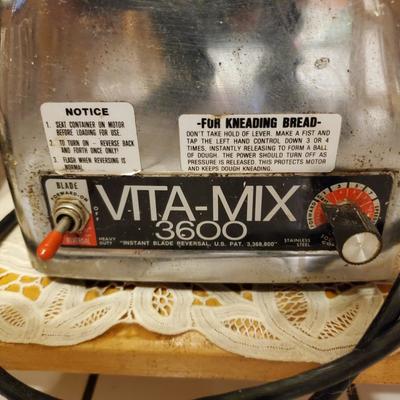 NOTICE
1. SEAT CONTAINER ON MOTOR
BEFORE LOADING FOR USE.
2. TO TURN ON - REVERSE BACK
AND FORTH ONCE ONLY!
3. FLASH WHEN REVERSING IS
NORMAL.
-FOR KNEADING BREAD-
DON'T TAKE HOLD OF LEVER. MAKE A FIST AND
TAP THE LEFT HAND CONTROL DOWN 3 OR 4
TIMES, INSTANTLY RELEASING TO FORM A BALL
OF DOUGH. THE POWER SHOULD TURN OFF AS
PRESSURE IS RELEASED. THIS PROTECTS MOTOR
AND KEEPS DOUGH KNEADING.
BLADE
FORWARD-ON
VITA-MIX
3600
HEAVY
DUTY
"INSTANT BLADE REVERSAL, U.S. PAT. 3,368,800"
STAINLESS
STEEL